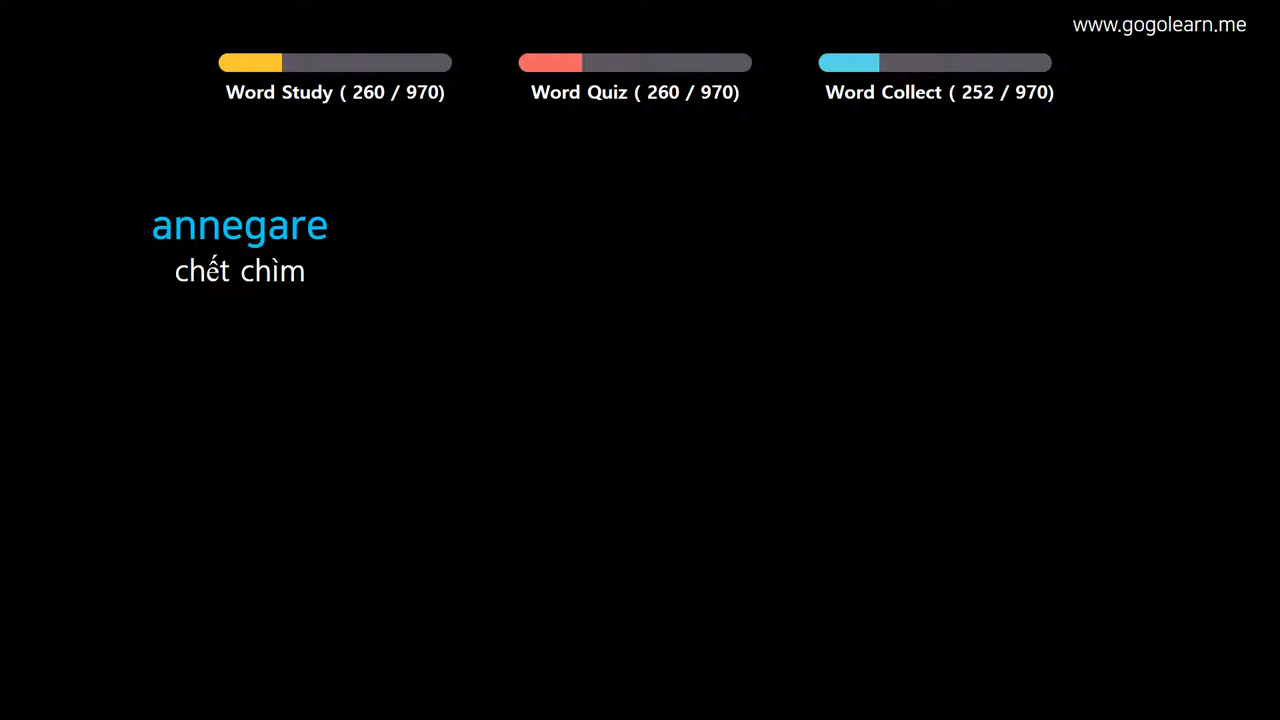 www.gogolearn.me
Word Study ( 260 / 970)
Word Quiz ( 260 / 970)
Word Collect ( 252 / 970)
annegare
chết chìm